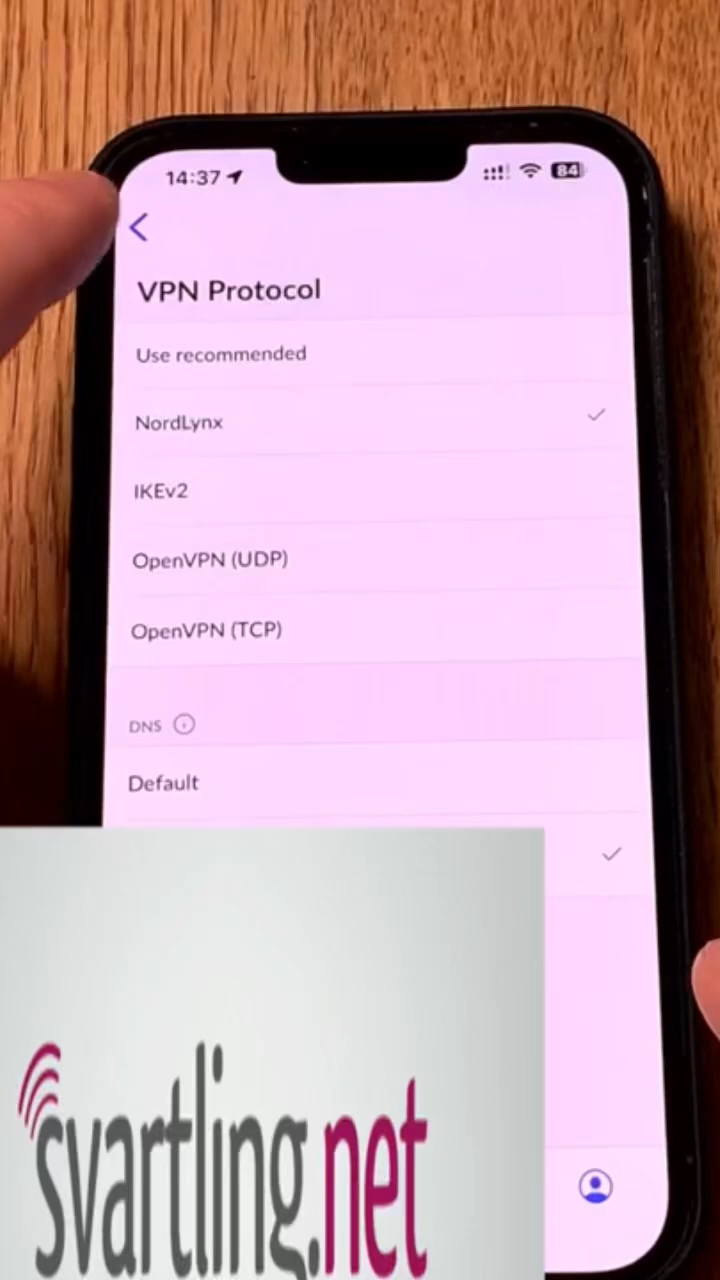 14:37
84
VPN Protocol
Use recommended
NordLynx
IKEv2
OpenVPN (UDP)
OpenVPN (TCP)
DNS
Default
svartling.net